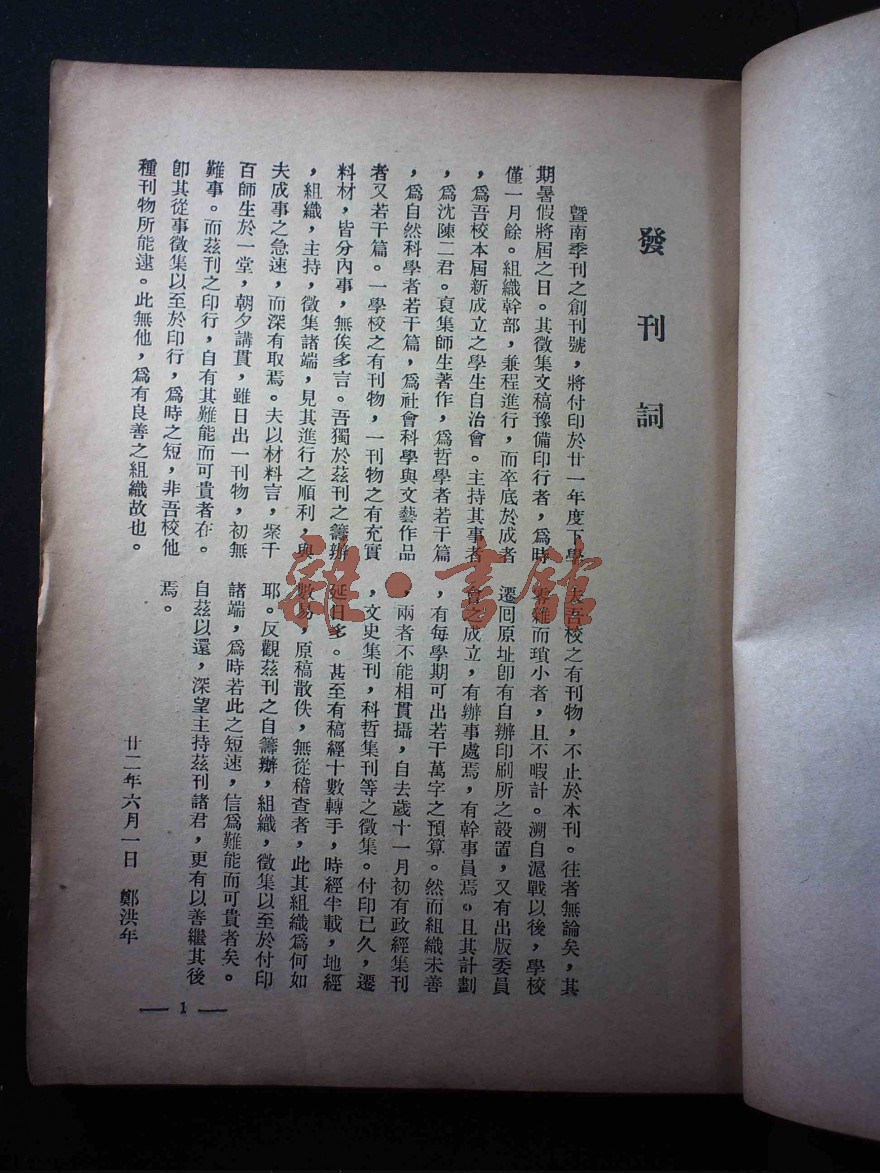 發刊詞
暨南季刊之創刊號，將付印於廿一年度下學
期暑假將屆之日。其徵集文稿豫備印行者，爲時
僅一月餘。組織幹部，兼程進行，而卒底於成者
，爲吾校本屆新成立之學生自治會。主持其事者
，爲沈陳二君。裒集師生著作，爲哲學者若干篇
，爲自然科學者若干篇，爲社會科學與文藝作品
者又若干篇。一學校之有刊物，一刊物之有充實
料材，皆分內事，無俟多言。吾獨於茲刊之籌辦
，組織，主持，徵集諸端，見其進行之順利，與
夫成事之急速，而深有取焉。夫以材料言，聚千
百師生於一堂，朝夕講貫，雖日出一刊物，初無
難事。而茲刊之印行，自有其難能而可貴者在。
卽其從事徵集以至於印行，爲時之短，非吾校他
種刊物所能逮。此無他，爲有良善之組織故也。
夫吾校之有刊物，不止於本刊。往者無論矣，其
零雜而瑣小者，且不暇計。溯自滬戰以後，學校
遷囘原址卽有自辦印刷所之設置，又有出版委員
會之成立，有辦事處焉，有幹事員焉。且其計劃
，有每學期可出若干萬字之預算。然而組織未善
，兩者不能相貫攝，自去歲十一月初有政經集刊
，文史集刊，科哲集刊等之徵集。付印已久，遷
延日多。甚至有稿經十數轉手，時經半載，地經
數易，原稿散佚，無從稽查者，此其組織爲何如
耶。反觀茲刊之自籌辦，組織，徵集以至於付印
諸端，爲時若此之短速，信爲難能而可貴者矣。
自茲以還，深望主持茲刊諸君，更有以善繼其後
焉。
廿二年六月一日 鄭洪年
— 1 —
雜·書館